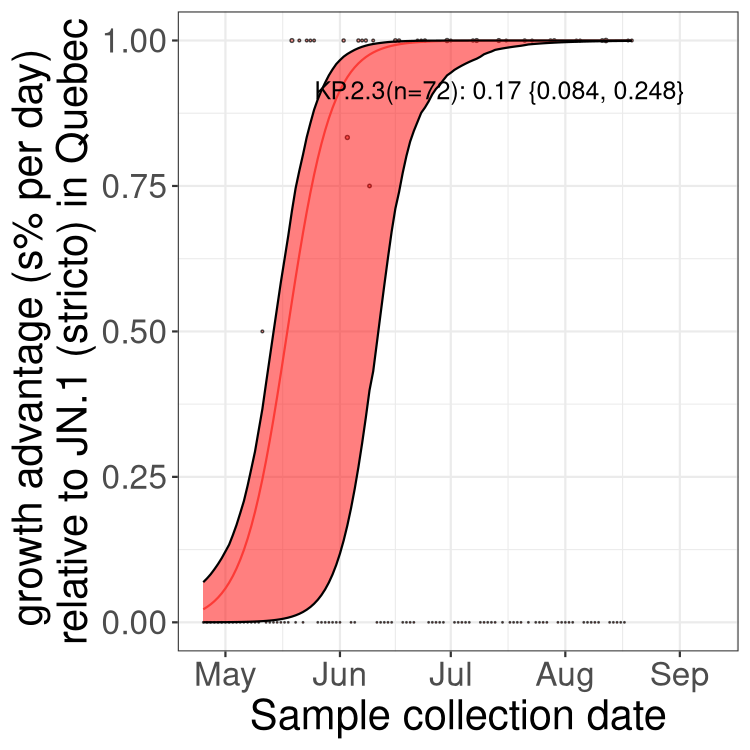 growth advantage (s% per day)
relative to JN.1 (stricto) in Quebec
1.00
0.75
0.50
0.25
0.00
KP.2.3(n=72): 0.17 {0.084, 0.248}
May Jun Jul Aug Sep
Sample collection date